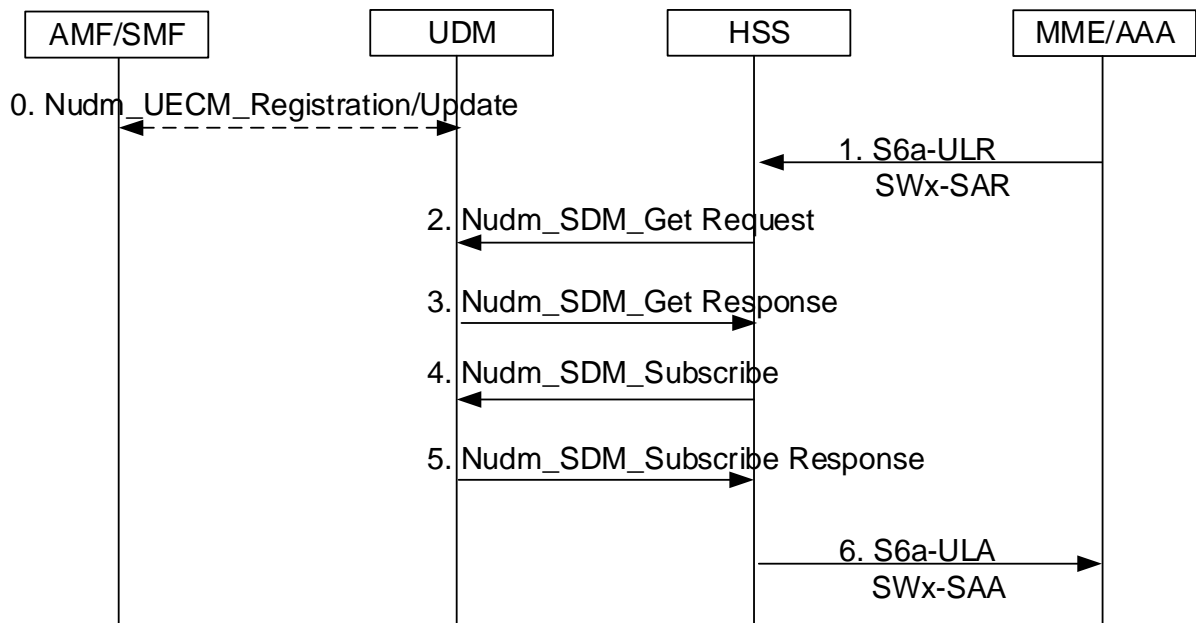 AMF/SMF
UDM
HSS
MME/AAA
0. Nudm_UECM_Registration/Update
1. S6a-ULR
SWx-SAR
2. Nudm_SDM_Get Request
3. Nudm_SDM_Get Response
4. Nudm_SDM_Subscribe
5. Nudm_SDM_Subscribe Response
6. S6a-ULA
SWx-SAA